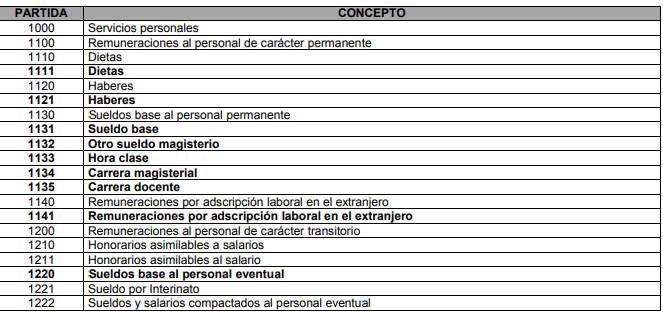 PARTIDA CONCEPTO
1000 Servicios personales
1100 Remuneraciones al personal de carácter permanente
1110 Dietas
1111 Dietas
1120 Haberes
1121 Haberes
1130 Sueldos base al personal permanente
1131 Sueldo base
1132 Otro sueldo magisterio
1133 Hora clase
1134 Carrera magisterial
1135 Carrera docente
1140 Remuneraciones por adscripción laboral en el extranjero
1141 Remuneraciones por adscripción laboral en el extranjero
1200 Remuneraciones al personal de carácter transitorio
1210 Honorarios asimilables a salarios
1211 Honorarios asimilables al salario
1220 Sueldos base al personal eventual
1221 Sueldo por Interinato
1222 Sueldos y salarios compactados al personal eventual